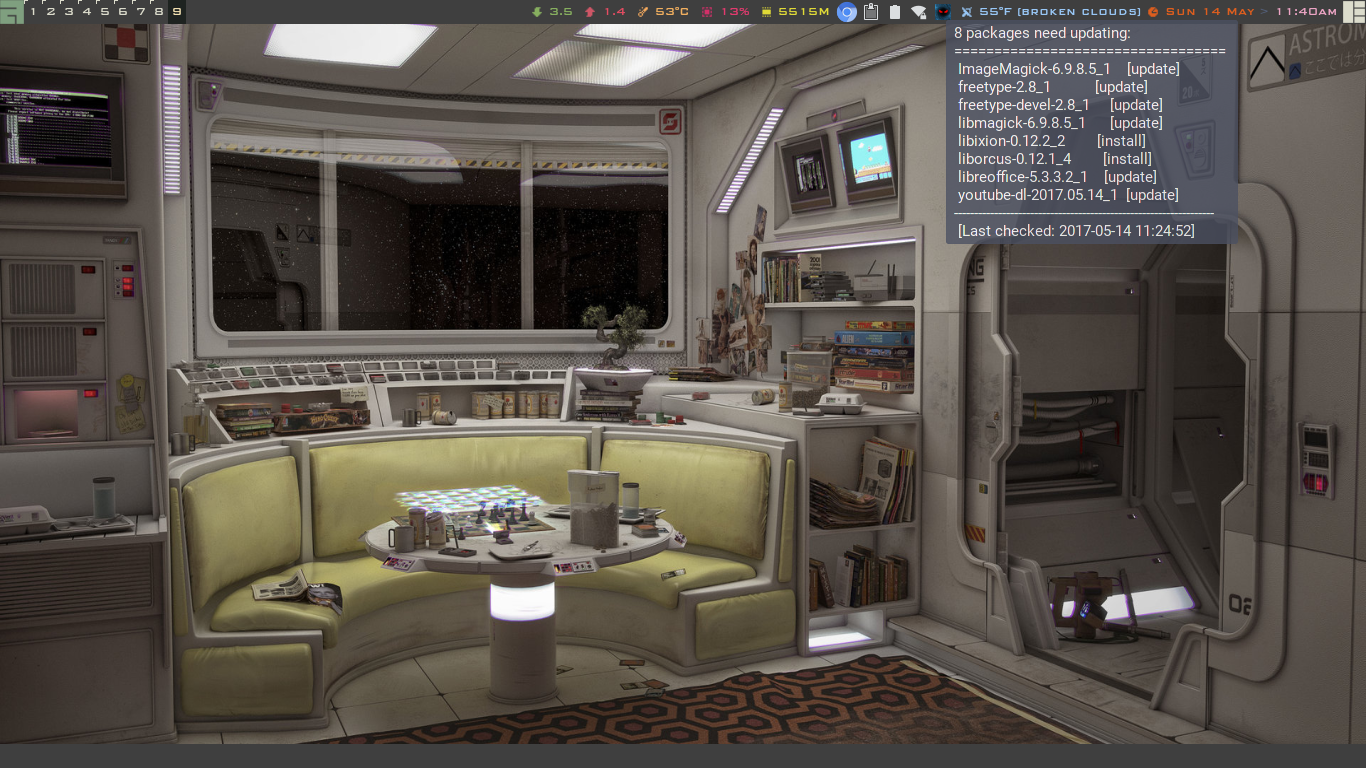 1 2 3 4 5 6 7 8 9
3.5 1.4 53°C 13% 5515M 55°F (BROKEN CLOUDS) SUN 14 MAY > 11:40AM
8 packages need updating:
==================================
ImageMagick-6.9.8.5_1 [update]
freetype-2.8_1 [update]
freetype-devel-2.8_1 [update]
libmagick-6.9.8.5_1 [update]
libixion-0.12.2_2 [install]
liborcus-0.12.1_4 [install]
libreoffice-5.3.3.2_1 [update]
youtube-dl-2017.05.14_1 [update]
[Last checked: 2017-05-14 11:24:52]
ASTROM